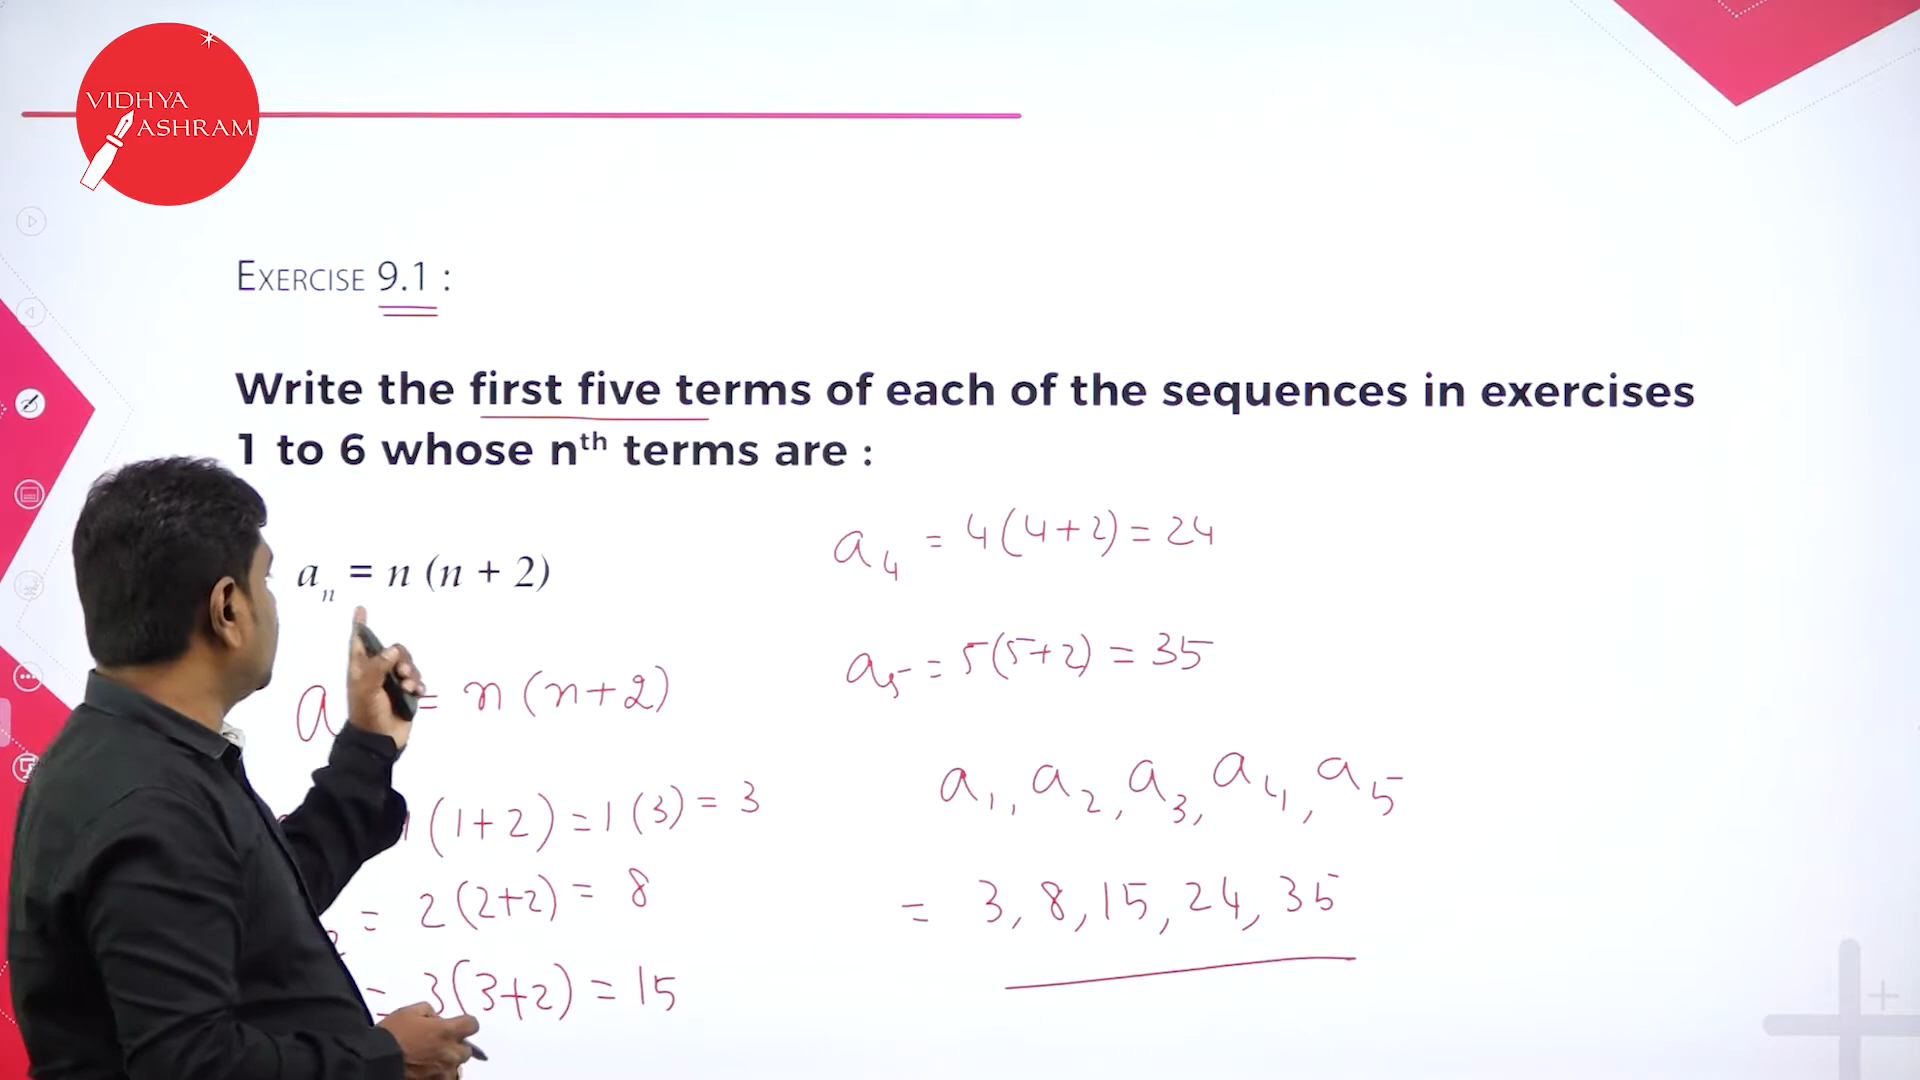 VIDHYA
ASHRAM
EXERCISE 9.1 :
Write the first five terms of each of the sequences in exercises
1 to 6 whose nth terms are :
aₙ = n (n + 2)
a = n (n+2)
(1+2) = 1 (3) = 3
= 2 (2+2) = 8
= 3 (3+2) = 15
a₄ = 4 (4+2) = 24
a₅ = 5(5+2) = 35
a₁, a₂, a₃, a₄, a₅
= 3, 8, 15, 24, 35